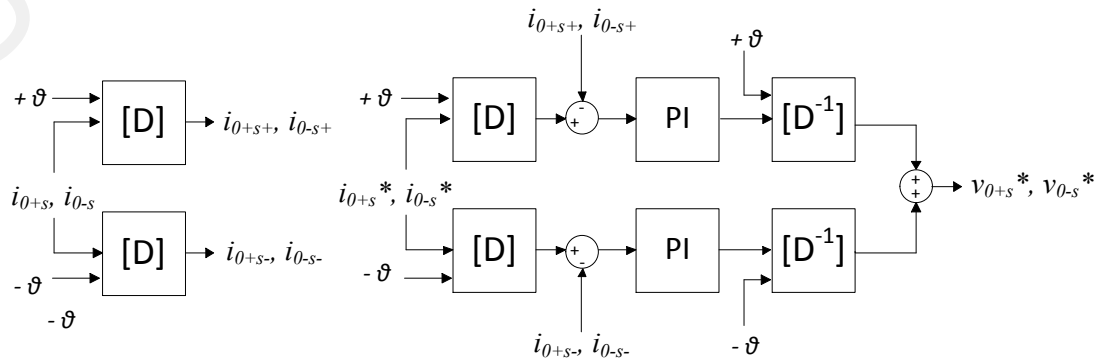 + ϑ
[D]
i0+s+, i0-s+
i0+s, i0-s
[D]
i0+s-, i0-s-
- ϑ
- ϑ
i0+s+, i0-s+
+ ϑ
+ ϑ
[D]
-
+
PI
[D-1]
i0+s*, i0-s*
+
+
v0+s*, v0-s*
[D]
+
-
PI
[D-1]
- ϑ
i0+s-, i0-s-
- ϑ